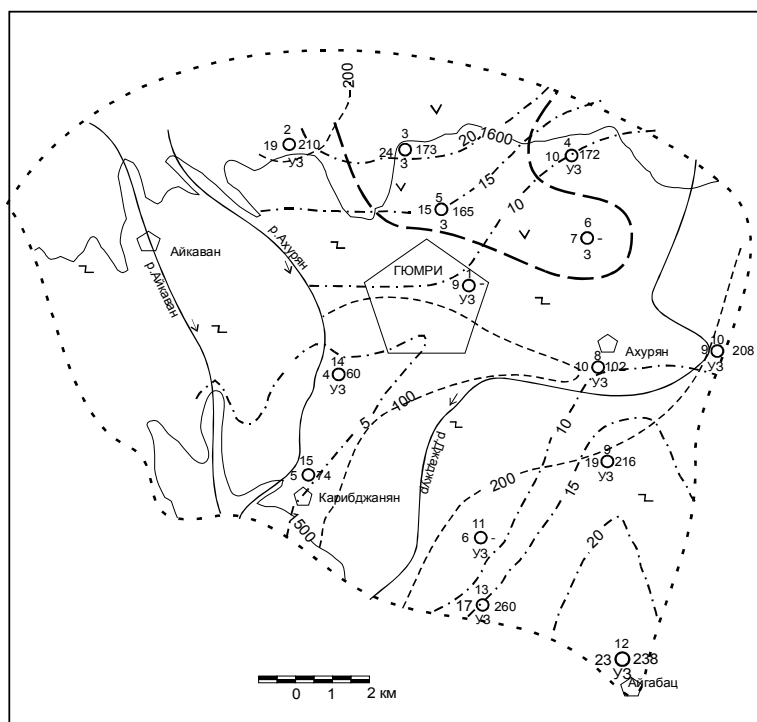 200
2
19 210
УЗ
3
24 173
3
20
1600
4
10 172
УЗ
15
10
5
15 165
3
6
7 -
3
Айкаван
р.Айкаван
р.Ахурян
ГЮМРИ
1
9 -
УЗ
Ахурян
8
10 102
УЗ
10
9 208
УЗ
14
4 60
УЗ
5
100
р.Джаджур
10
15
5 74
Карибджанян
1500
9
19 216
УЗ
200
15
20
11
6 -
УЗ
13
17 260
УЗ
12
23 238
УЗ
Айгабац
0 1 2 км